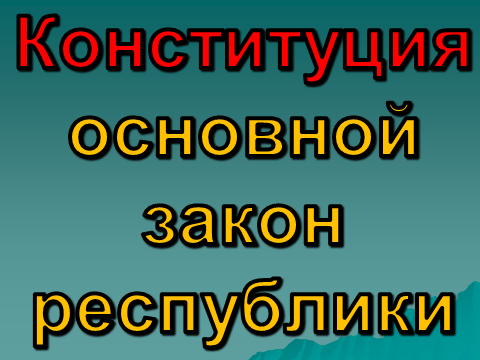 Конституция
основной
закон
республики